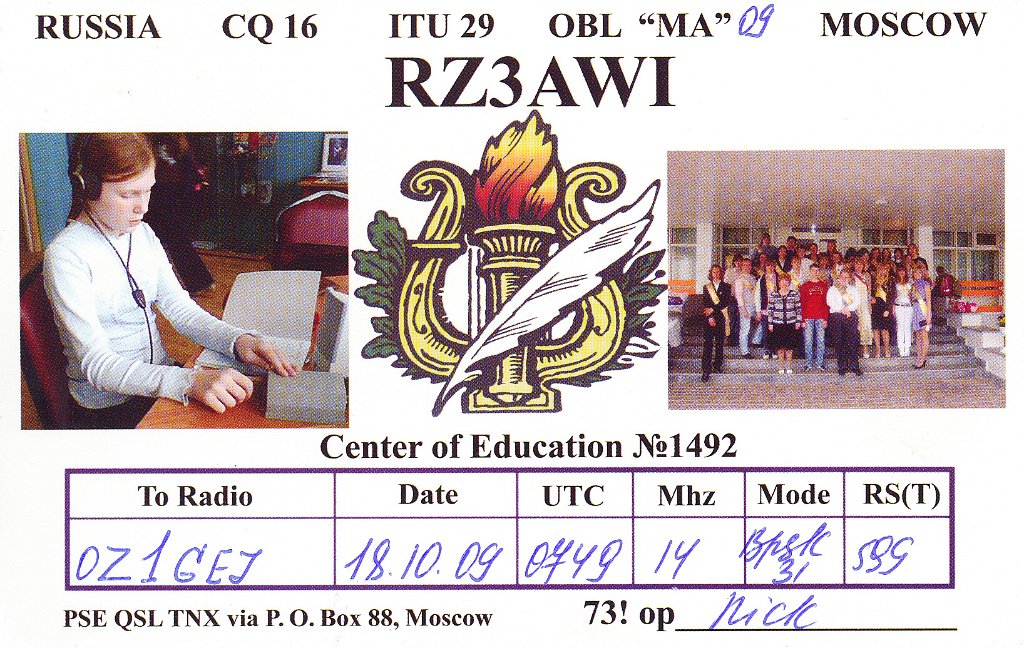 RUSSIA CQ 16 ITU 29 OBL “MA” 09 MOSCOW
RZ3AWI
Center of Education №1492
To Radio Date UTC Mhz Mode RS(T)
OZ1GEJ 18.10.09 0749 14 Bpsk 31 599
PSE QSL TNX via P. O. Box 88, Moscow 73! op Nick